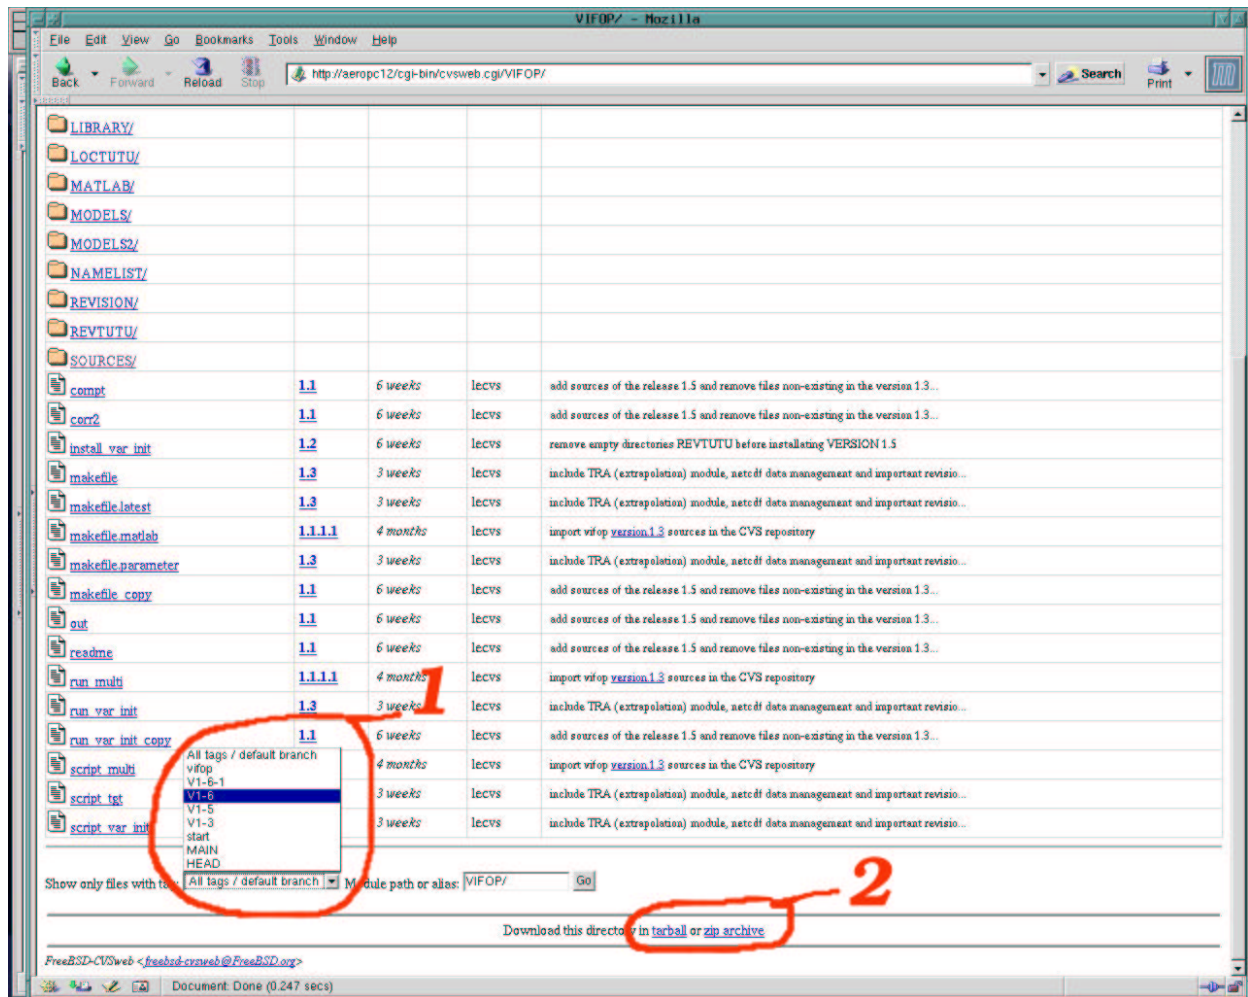 VIFOP/ - Mozilla
File Edit View Go Bookmarks Tools Window Help
Back Forward Reload Stop http://aeropc12/cgi-bin/cvsweb.cgi/VIFOP/ Search Print
LIBRARY/
LOCTUTU/
MATLAB/
MODELS/
MODELS2/
NAMELIST/
REVISION/
REVTUTU/
SOURCES/
compt 1.1 6 weeks lecvs add sources of the release 1.5 and remove files non-existing in the version 1.3...
corr2 1.1 6 weeks lecvs add sources of the release 1.5 and remove files non-existing in the version 1.3...
install_var_init 1.2 6 weeks lecvs remove empty directories REVTUTU before installating VERSION 1.5
makefile 1.3 3 weeks lecvs include TRA (extrapolation) module, netcdf data management and important revisio...
makefile.latest 1.3 3 weeks lecvs include TRA (extrapolation) module, netcdf data management and important revisio...
makefile.matlab 1.1.1.1 4 months lecvs import vifop version 1.3 sources in the CVS repository
makefile.parameter 1.3 3 weeks lecvs include TRA (extrapolation) module, netcdf data management and important revisio...
makefile_copy 1.1 6 weeks lecvs add sources of the release 1.5 and remove files non-existing in the version 1.3...
out 1.1 6 weeks lecvs add sources of the release 1.5 and remove files non-existing in the version 1.3...
readme 1.1 6 weeks lecvs add sources of the release 1.5 and remove files non-existing in the version 1.3...
run_multi 1.1.1.1 4 months lecvs import vifop version 1.3 sources in the CVS repository
run_var_init 1.3 3 weeks lecvs include TRA (extrapolation) module, netcdf data management and important revisio...
1
run_var_init_copy 1.1 6 weeks lecvs add sources of the release 1.5 and remove files non-existing in the version 1.3...
script_multi 4 months lecvs import vifop version 1.3 sources in the CVS repository
script_tgt 3 weeks lecvs include TRA (extrapolation) module, netcdf data management and important revisio...
script_var_init 3 weeks lecvs include TRA (extrapolation) module, netcdf data management and important revisio...
All tags / default branch
vifop
V1-6-1
V1-6
V1-5
V1-3
start
MAIN
HEAD
Show only files with tag: All tags / default branch Module path or alias: VIFOP/ Go
2
Download this directory in tarball or zip archive
FreeBSD-CVSweb <freebsd-cvsweb@FreeBSD.org>
Document: Done (0.247 secs)